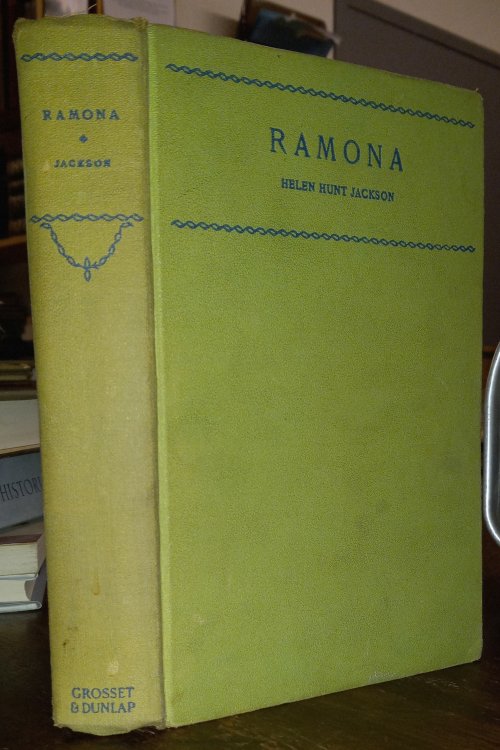 RAMONA
JACKSON
GROSSET
& DUNLAP
RAMONA
HELEN HUNT JACKSON